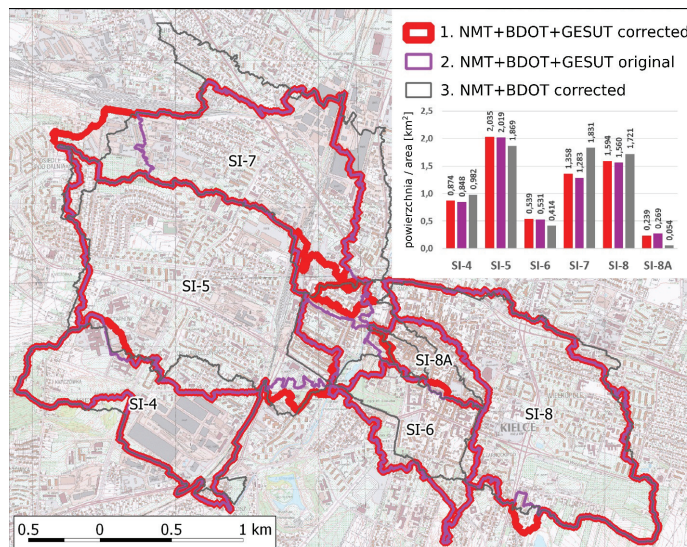 1. NMT+BDOT+GESUT corrected
2. NMT+BDOT+GESUT original
3. NMT+BDOT corrected
powierzchnia / area [km²]
2,5
2,0
1,5
1,0
0,5
0,0
0,874 0,848 0,982
2,035 2,019 1,869
0,539 0,531 0,414
1,358 1,283 1,831
1,594 1,560 1,721
0,239 0,269 0,054
SI-4 SI-5 SI-6 SI-7 SI-8 SI-8A
SI-7
SI-5
SI-8A
SI-4
SI-6
SI-8
KIELCE
0.5 0 0.5 1 km